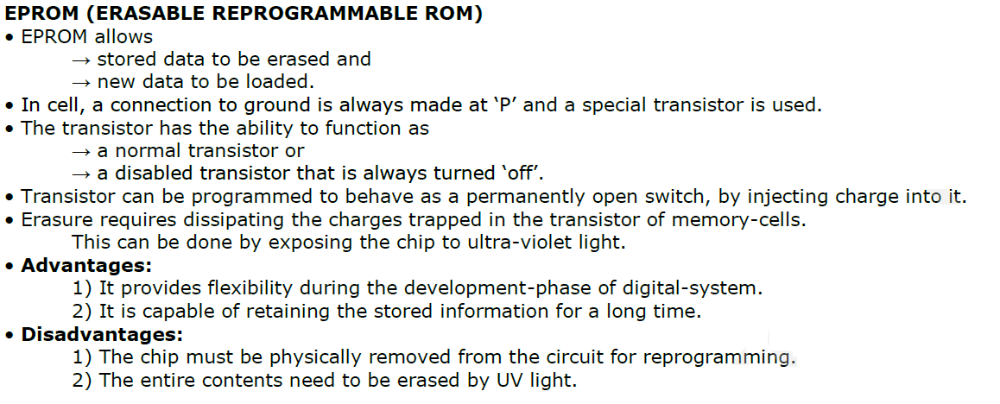 EPROM (ERASABLE REPROGRAMMABLE ROM)
• EPROM allows
→ stored data to be erased and
→ new data to be loaded.
• In cell, a connection to ground is always made at ‘P’ and a special transistor is used.
• The transistor has the ability to function as
→ a normal transistor or
→ a disabled transistor that is always turned ‘off’.
• Transistor can be programmed to behave as a permanently open switch, by injecting charge into it.
• Erasure requires dissipating the charges trapped in the transistor of memory-cells.
This can be done by exposing the chip to ultra-violet light.
• Advantages:
1) It provides flexibility during the development-phase of digital-system.
2) It is capable of retaining the stored information for a long time.
• Disadvantages:
1) The chip must be physically removed from the circuit for reprogramming.
2) The entire contents need to be erased by UV light.